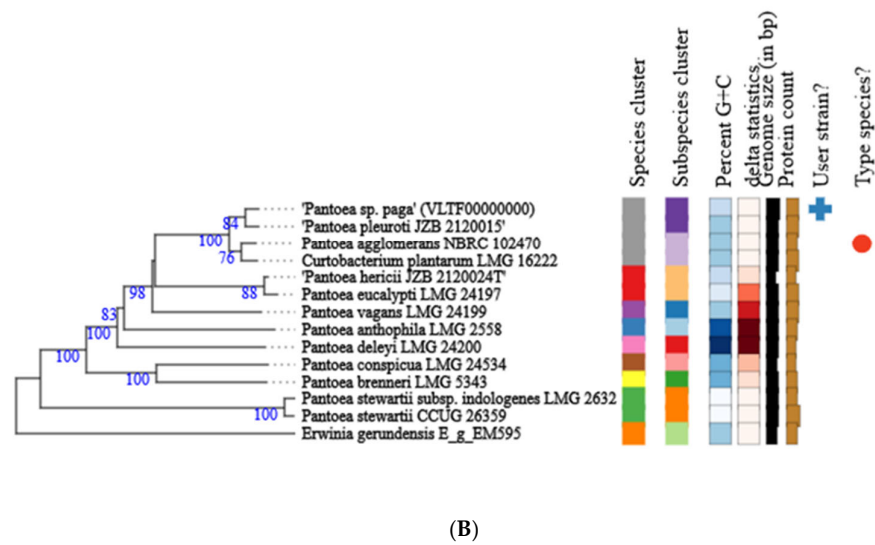 Species cluster
Subspecies cluster
Percent G+C
delta statistics
Genome size (in bp)
Protein count
User strain?
Type species?
'Pantoea sp. paga' (VLTF00000000)
84
'Pantoea pleuroti JZB 2120015'
100
Pantoea agglomerans NBRC 102470
76
Curtobacterium plantarum LMG 16222
'Pantoea hericii JZB 2120024T'
98
88
Pantoea eucalypti LMG 24197
83
Pantoea vagans LMG 24199
100
Pantoea anthophila LMG 2558
Pantoea deleyi LMG 24200
100
Pantoea conspicua LMG 24534
100
Pantoea brenneri LMG 5343
Pantoea stewartii subsp. indologenes LMG 2632
100
Pantoea stewartii CCUG 26359
Erwinia gerundensis E_g_EM595
(B)